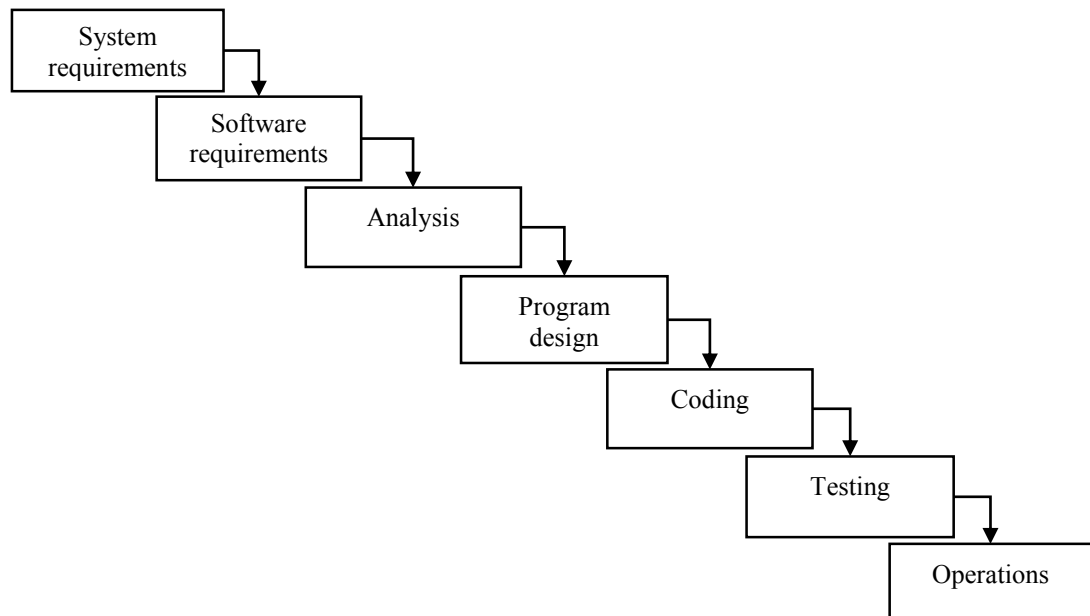 System
requirements
Software
requirements
Analysis
Program
design
Coding
Testing
Operations